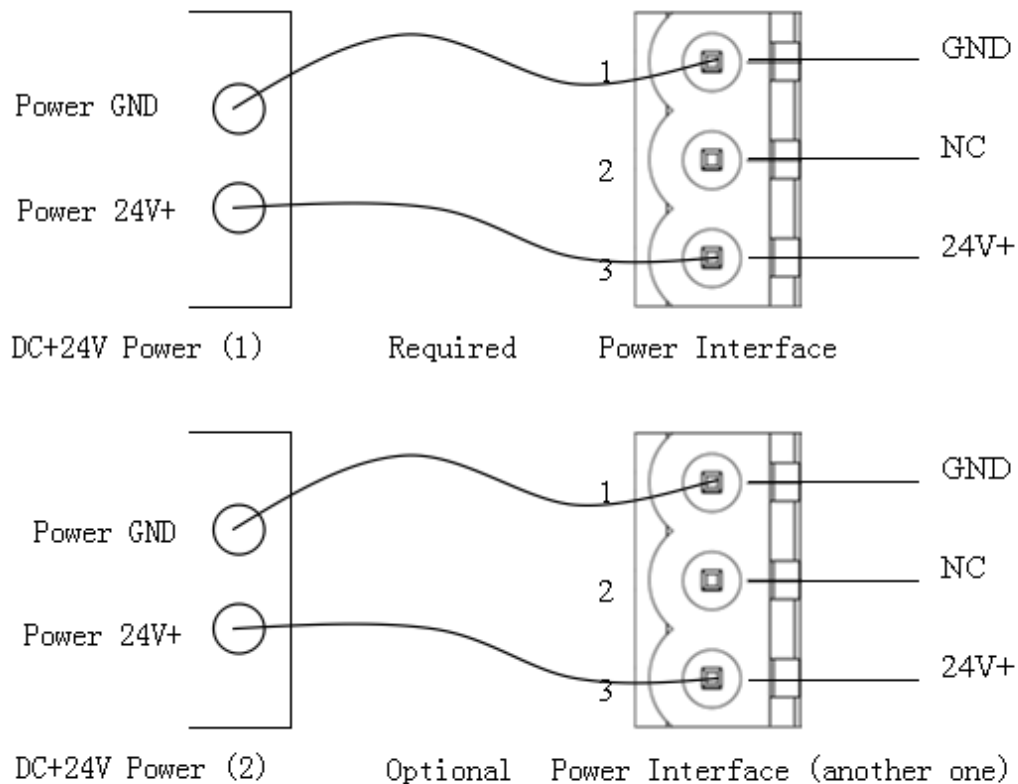 GND
1
Power GND
NC
2
Power 24V+
24V+
3
DC+24V Power (1) Required Power Interface
GND
1
Power GND
NC
2
Power 24V+
24V+
3
DC+24V Power (2) Optional Power Interface (another one)